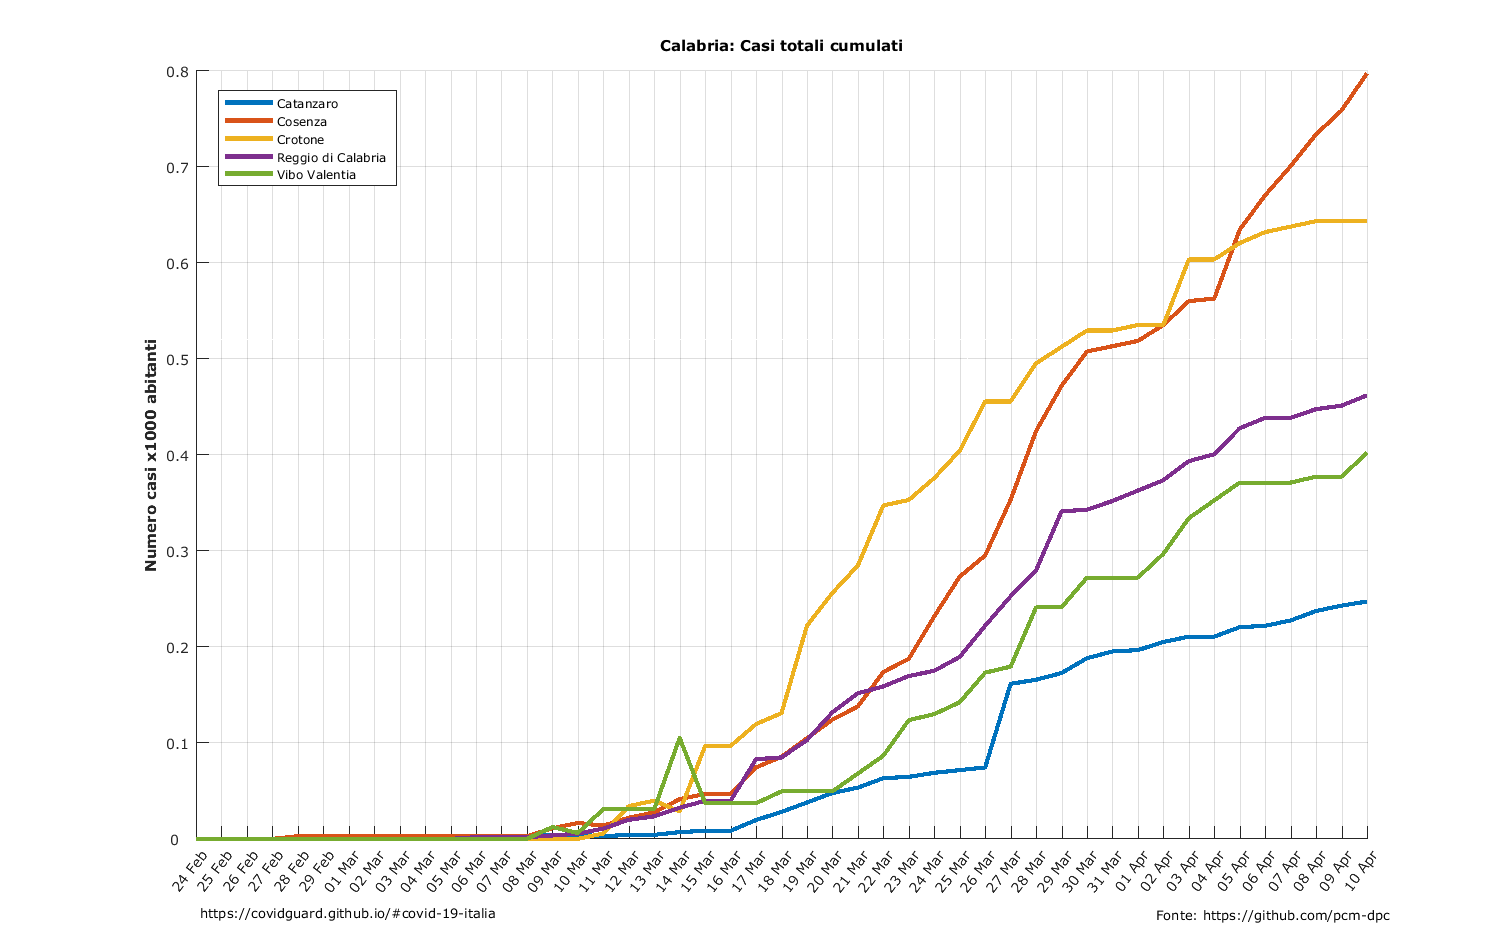 Calabria: Casi totali cumulati
Numero casi x1000 abitanti
0.8
0.7
0.6
0.5
0.4
0.3
0.2
0.1
0
Catanzaro
Cosenza
Crotone
Reggio di Calabria
Vibo Valentia
24 Feb
25 Feb
26 Feb
27 Feb
28 Feb
29 Feb
01 Mar
02 Mar
03 Mar
04 Mar
05 Mar
06 Mar
07 Mar
08 Mar
09 Mar
10 Mar
11 Mar
12 Mar
13 Mar
14 Mar
15 Mar
16 Mar
17 Mar
18 Mar
19 Mar
20 Mar
21 Mar
22 Mar
23 Mar
24 Mar
25 Mar
26 Mar
27 Mar
28 Mar
29 Mar
30 Mar
31 Mar
01 Apr
02 Apr
03 Apr
04 Apr
05 Apr
06 Apr
07 Apr
08 Apr
09 Apr
10 Apr
https://covidguard.github.io/#covid-19-italia
Fonte: https://github.com/pcm-dpc